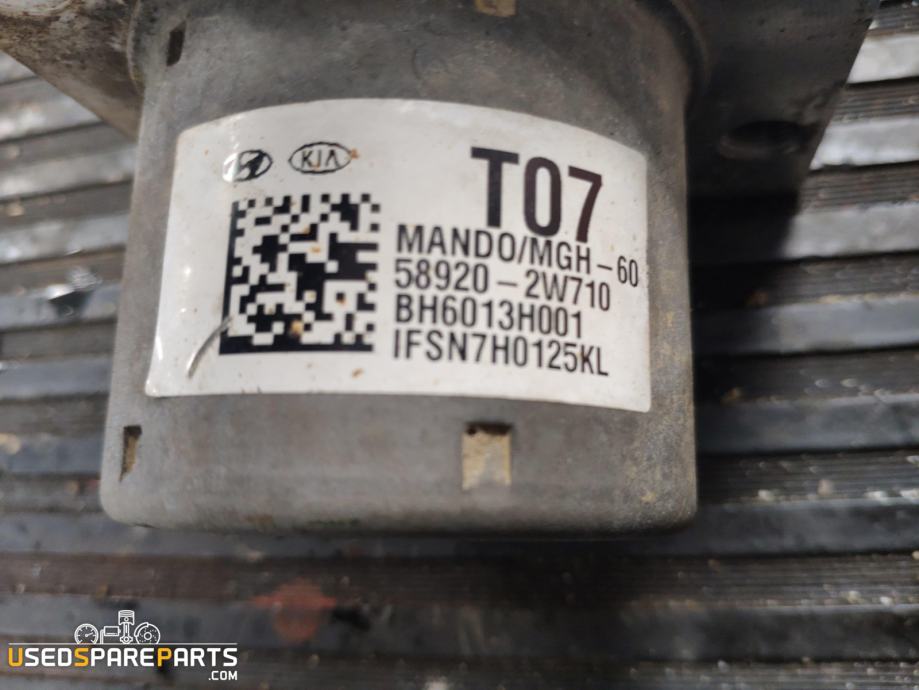 KIA
T07
MANDO/MGH-60
58920-2W710
BH6013H001
IFSN7H0125KL
USEDSPAREPARTS
.COM